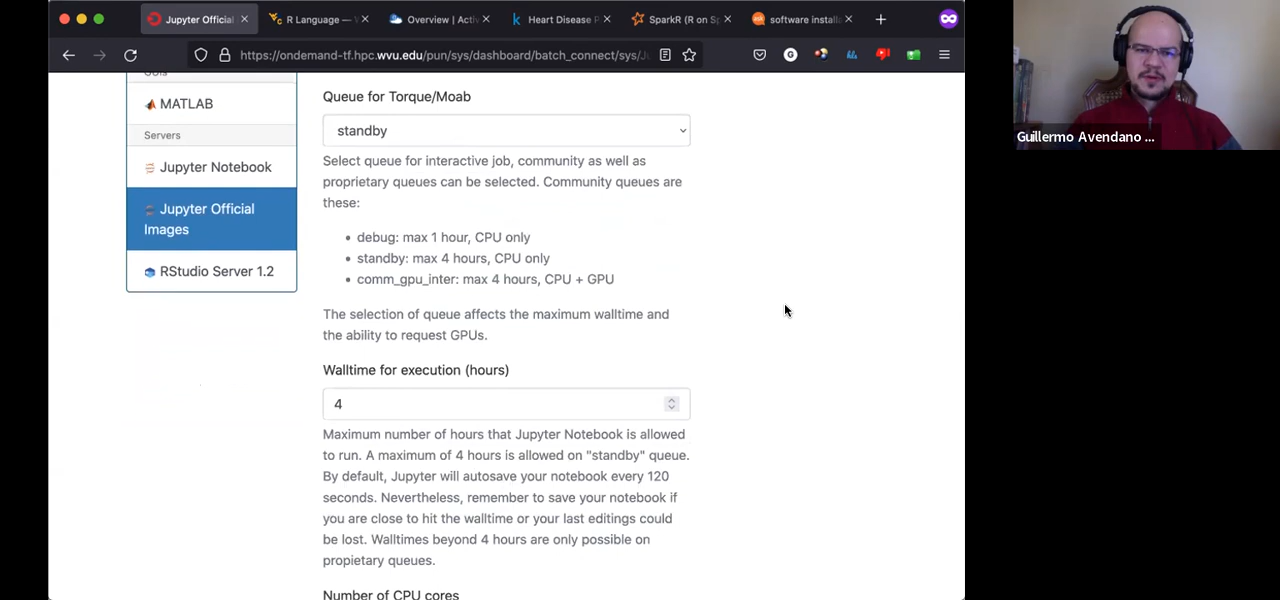 Jupyter Official
R Language —
Overview | Activ
Heart Disease P
SparkR (R on Sp
software install
https://ondemand-tf.hpc.wvu.edu/pun/sys/dashboard/batch_connect/sys/J
GUIs
MATLAB
Servers
Jupyter Notebook
Jupyter Official
Images
RStudio Server 1.2
Queue for Torque/Moab
standby
Select queue for interactive job, community as well as
proprietary queues can be selected. Community queues are
these:
• debug: max 1 hour, CPU only
• standby: max 4 hours, CPU only
• comm_gpu_inter: max 4 hours, CPU + GPU
The selection of queue affects the maximum walltime and
the ability to request GPUs.
Walltime for execution (hours)
4
Maximum number of hours that Jupyter Notebook is allowed
to run. A maximum of 4 hours is allowed on "standby" queue.
By default, Jupyter will autosave your notebook every 120
seconds. Nevertheless, remember to save your notebook if
you are close to hit the walltime or your last editings could
be lost. Walltimes beyond 4 hours are only possible on
propietary queues.
Number of CPU cores
Guillermo Avendano ...